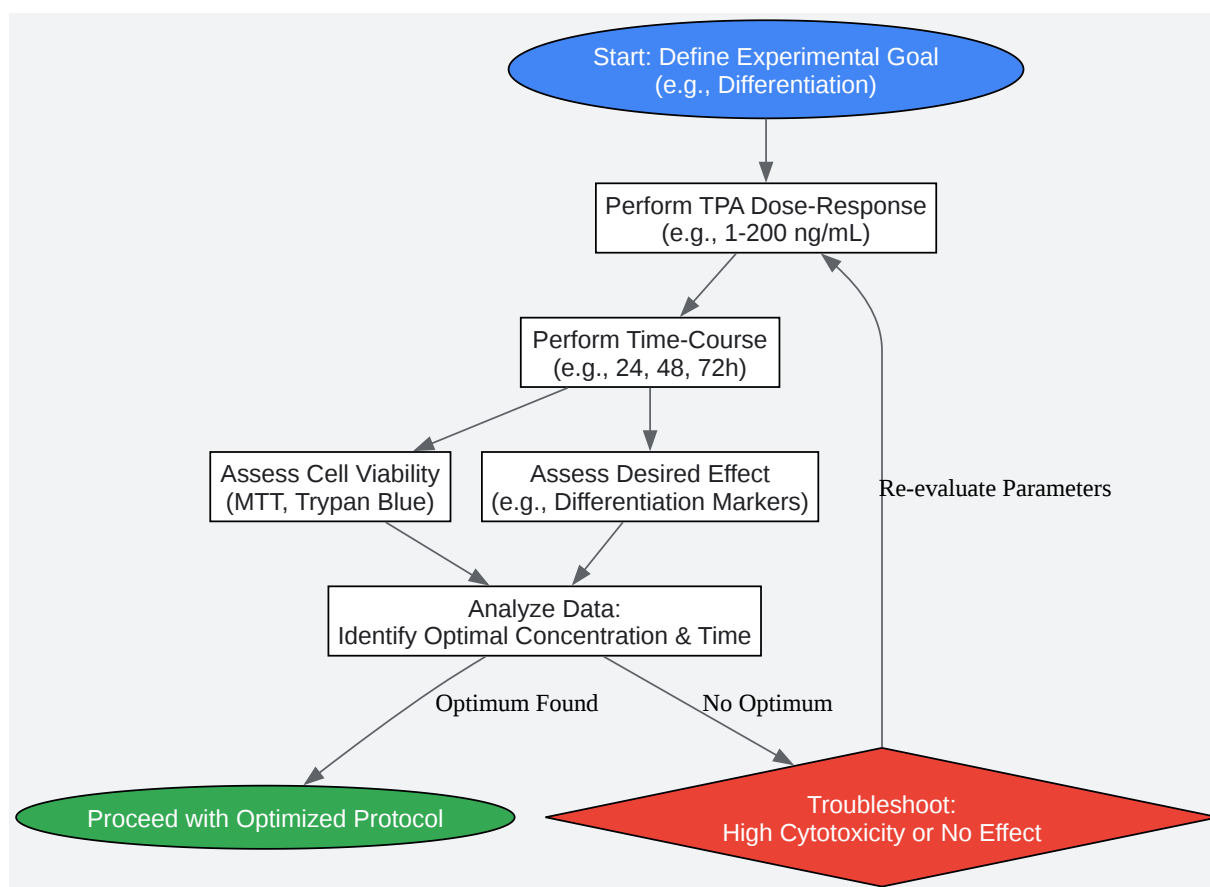 Start: Define Experimental Goal
(e.g., Differentiation)
Perform TPA Dose-Response
(e.g., 1-200 ng/mL)
Perform Time-Course
(e.g., 24, 48, 72h)
Assess Cell Viability
(MTT, Trypan Blue)
Assess Desired Effect
(e.g., Differentiation Markers)
Re-evaluate Parameters
Analyze Data:
Identify Optimal Concentration & Time
Optimum Found
No Optimum
Proceed with Optimized Protocol
Troubleshoot:
High Cytotoxicity or No Effect